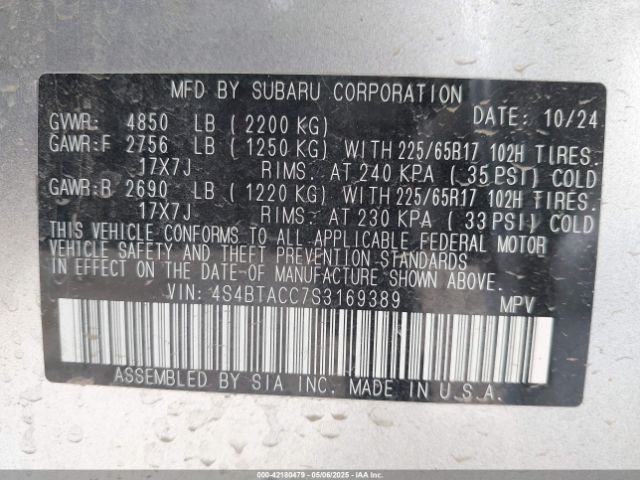 MFD BY SUBARU CORPORATION
DATE: 10/24
GVWR: 4850 LB ( 2200 KG)
GAWR:F 2756 LB ( 1250 KG) WITH 225/65R17 102H TIRES.
17X7J RIMS. AT 240 KPA ( 35 PSI) COLD
GAWR:R 2690 LB ( 1220 KG) WITH 225/65R17 102H TIRES.
17X7J RIMS. AT 230 KPA ( 33 PSI) COLD
THIS VEHICLE CONFORMS TO ALL APPLICABLE FEDERAL MOTOR
VEHICLE SAFETY AND THEFT PREVENTION STANDARDS
IN EFFECT ON THE DATE OF MANUFACTURE SHOWN ABOVE.
VIN: 4S4BTACC7S3169389
MPV
ASSEMBLED BY SIA INC. MADE IN U.S.A.
000-42180479 - 05/06/2025 - IAAI.COM